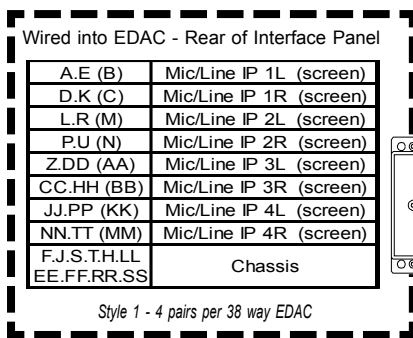 Wired into EDAC - Rear of Interface Panel
A.E (B) Mic/Line IP 1L (screen)
D.K (C) Mic/Line IP 1R (screen)
L.R (M) Mic/Line IP 2L (screen)
P.U (N) Mic/Line IP 2R (screen)
Z.DD (AA) Mic/Line IP 3L (screen)
CC.HH (BB) Mic/Line IP 3R (screen)
JJ.PP (KK) Mic/Line IP 4L (screen)
NN.TT (MM) Mic/Line IP 4R (screen)
F.J.S.T.H.LL
EE.FF.RR.SS Chassis
Style 1 - 4 pairs per 38 way EDAC